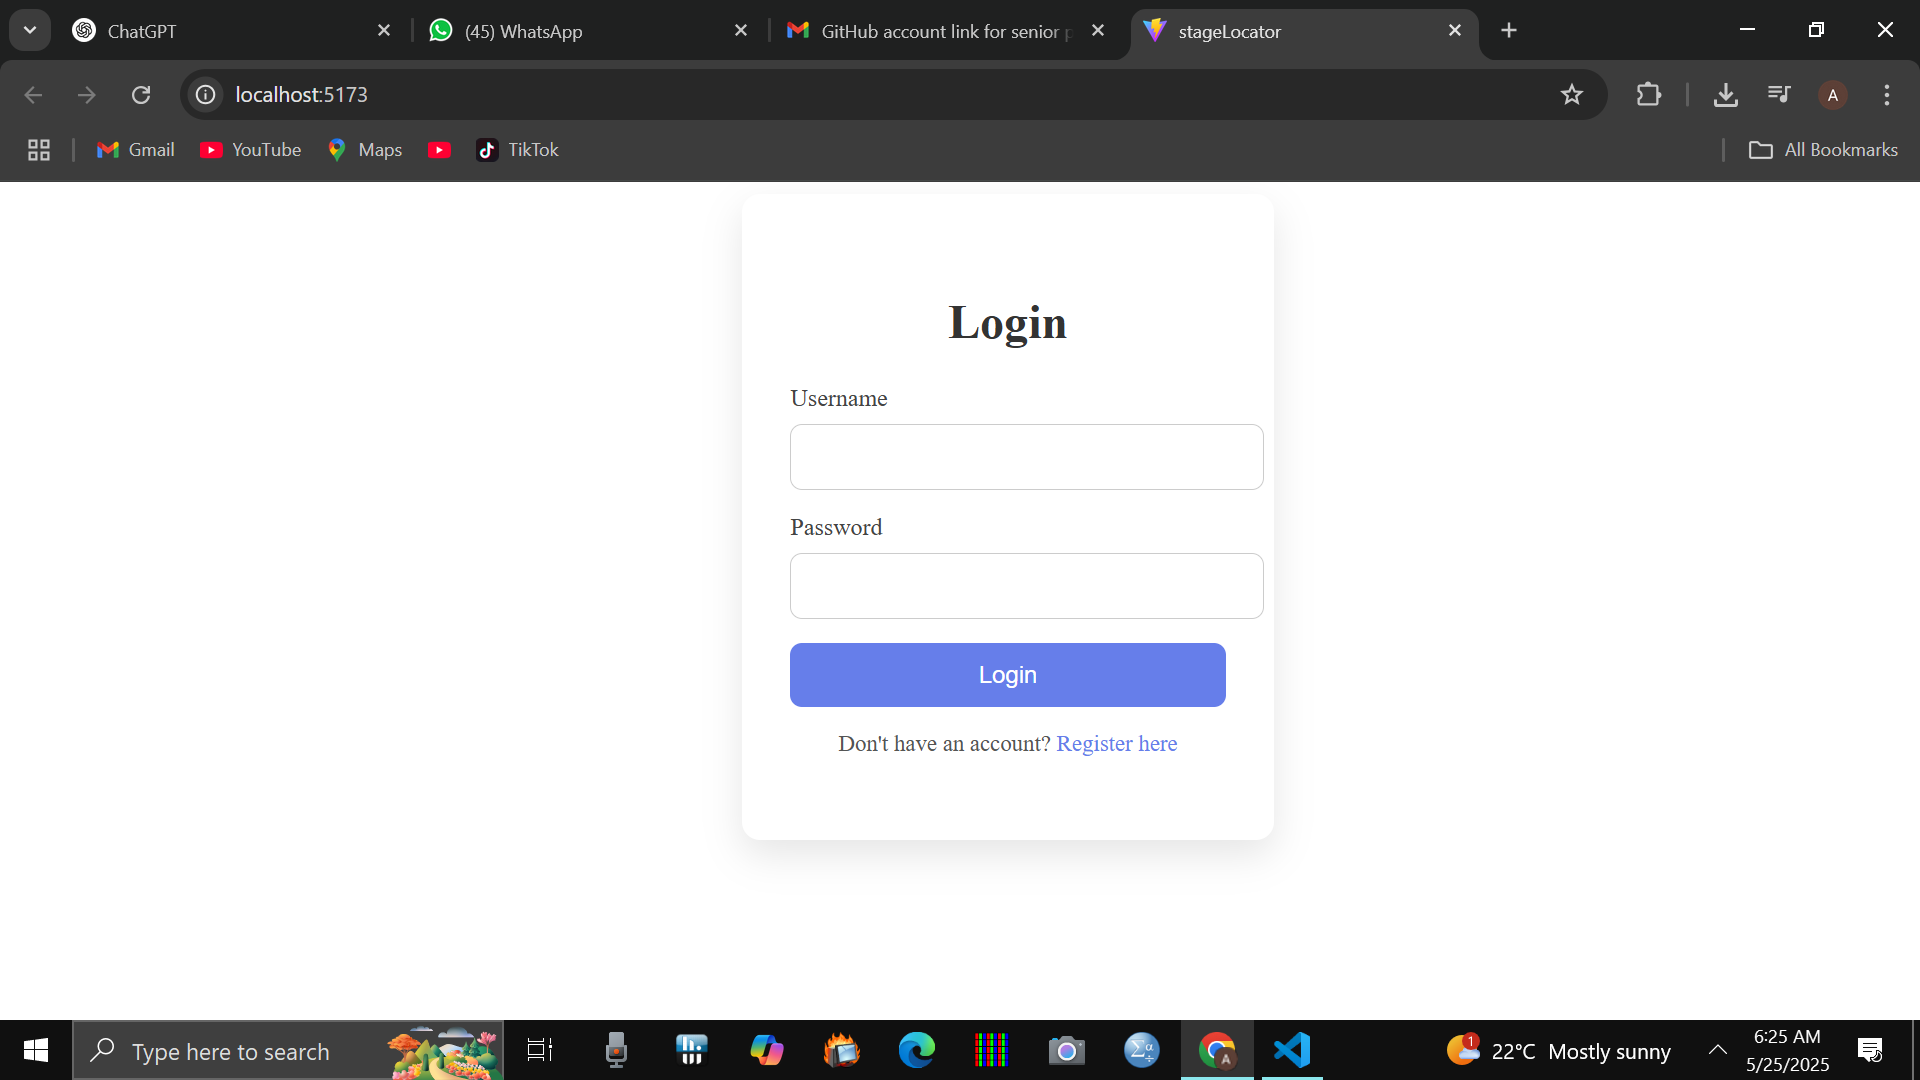 ChatGPT
(45) WhatsApp
GitHub account link for senior
stageLocator
localhost:5173
A
Gmail
YouTube
Maps
TikTok
All Bookmarks
Login
Username
Password
Login
Don't have an account? Register here
Type here to search
A
1
22°C Mostly sunny
6:25 AM
5/25/2025